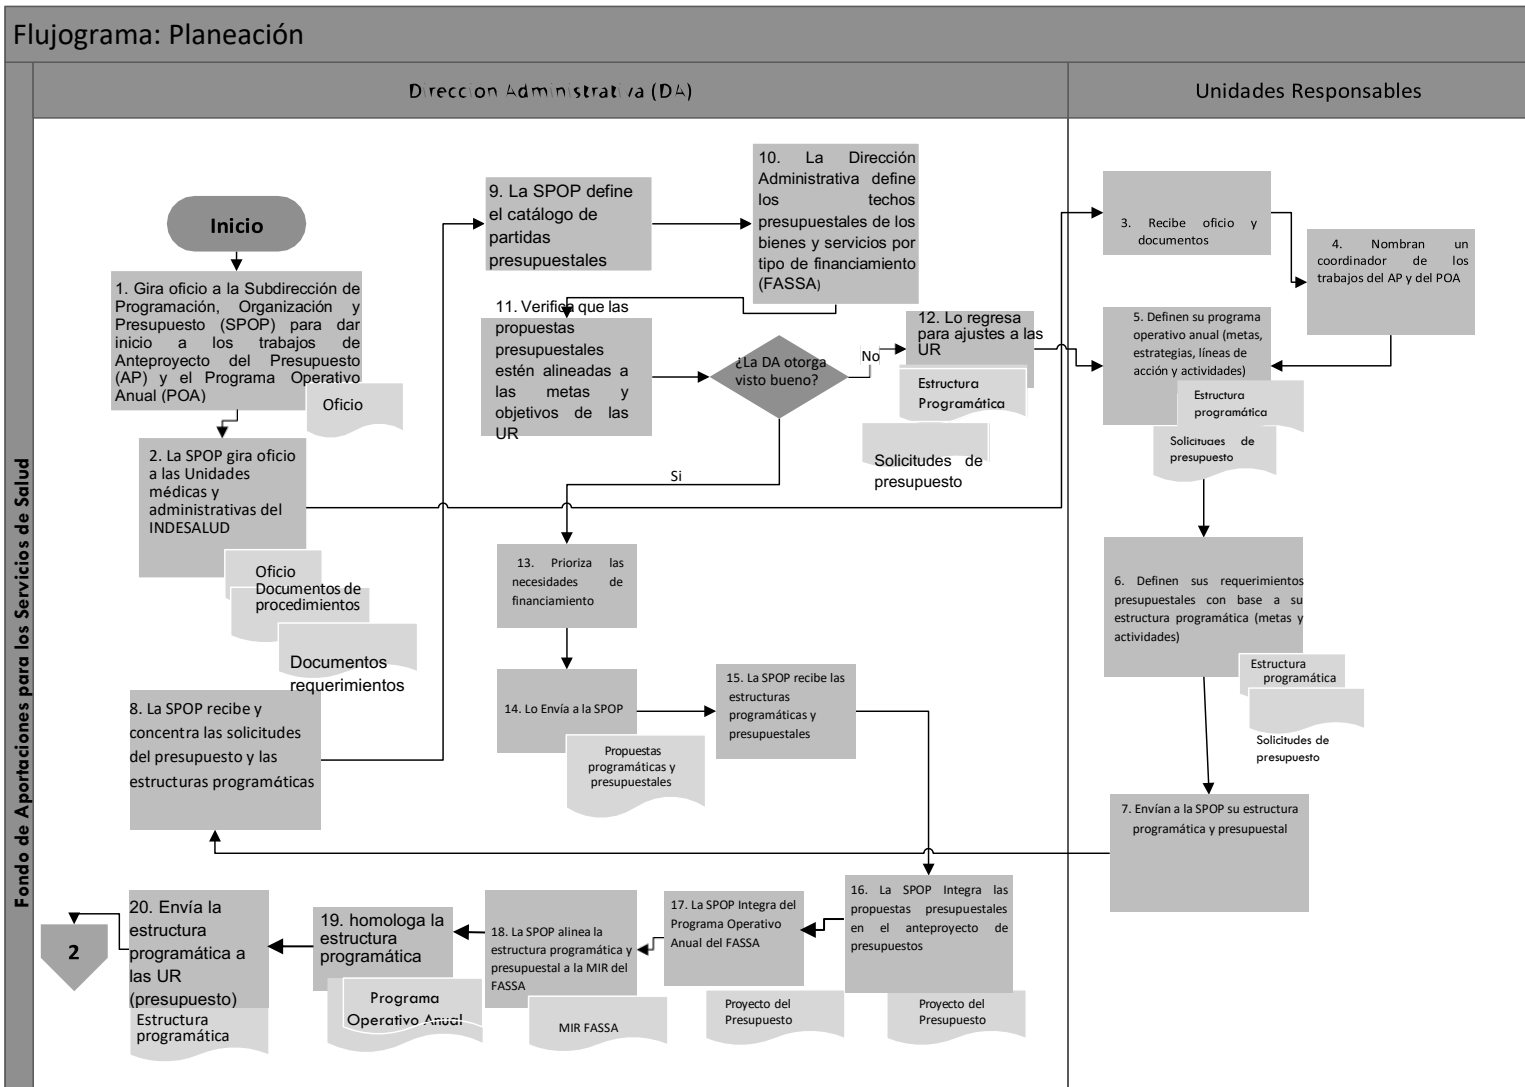 Flujograma: Planeación
Direccion Administrativa (DA)
Unidades Responsables
Fondo de Aportaciones para los Servicios de Salud
Inicio
1. Gira oficio a la Subdirección de
Programación, Organización y
Presupuesto (SPOP) para dar
inicio a los trabajos de
Anteproyecto del Presupuesto
(AP) y el Programa Operativo
Anual (POA)
Oficio
2. La SPOP gira oficio
a las Unidades
médicas y
administrativas del
INDESALUD
Oficio
Documentos de
procedimientos
Documentos
requerimientos
3. Recibe oficio y
documentos
4. Nombran un
coordinador de los
trabajos del AP y del POA
5. Definen su programa
operativo anual (metas,
estrategias, líneas de
acción y actividades)
Estructura
programática
Solicitudes de
presupuesto
6. Definen sus requerimientos
presupuestales con base a su
estructura programática (metas y
actividades)
Estructura
programática
Solicitudes de
presupuesto
7. Envían a la SPOP su estructura
programática y presupuestal
8. La SPOP recibe y
concentra las solicitudes
del presupuesto y las
estructuras programáticas
9. La SPOP define
el catálogo de
partidas
presupuestales
10. La Dirección
Administrativa define
los techos
presupuestales de los
bienes y servicios por
tipo de financiamiento
(FASSA)
11. Verifica que las
propuestas
presupuestales
estén alineadas a
las metas y
objetivos de las
UR
¿La DA otorga
visto bueno?
No
Si
12. Lo regresa
para ajustes a las
UR
Estructura
Programática
Solicitudes de
presupuesto
13. Prioriza las
necesidades de
financiamiento
14. Lo Envía a la SPOP
Propuestas
programáticas y
presupuestales
15. La SPOP recibe las
estructuras
programáticas y
presupuestales
16. La SPOP Integra las
propuestas presupuestales
en el anteproyecto de
presupuestos
Proyecto del
Presupuesto
17. La SPOP Integra del
Programa Operativo
Anual del FASSA
Proyecto del
Presupuesto
18. La SPOP alinea la
estructura programática y
presupuestal a la MIR del
FASSA
MIR FASSA
19. homologa la
estructura
programática
Programa
Operativo Anual
20. Envía la
estructura
programática a
las UR
(presupuesto)
Estructura
programática
2